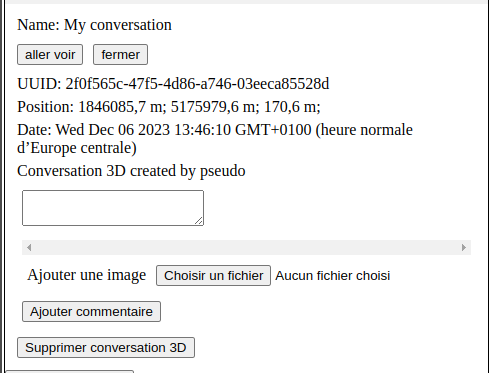 Name: My conversation
aller voir fermer
UUID: 2f0f565c-47f5-4d86-a746-03eeca85528d
Position: 1846085,7 m; 5175979,6 m; 170,6 m;
Date: Wed Dec 06 2023 13:46:10 GMT+0100 (heure normale
d’Europe centrale)
Conversation 3D created by pseudo
Ajouter une image Choisir un fichier Aucun fichier choisi
Ajouter commentaire
Supprimer conversation 3D